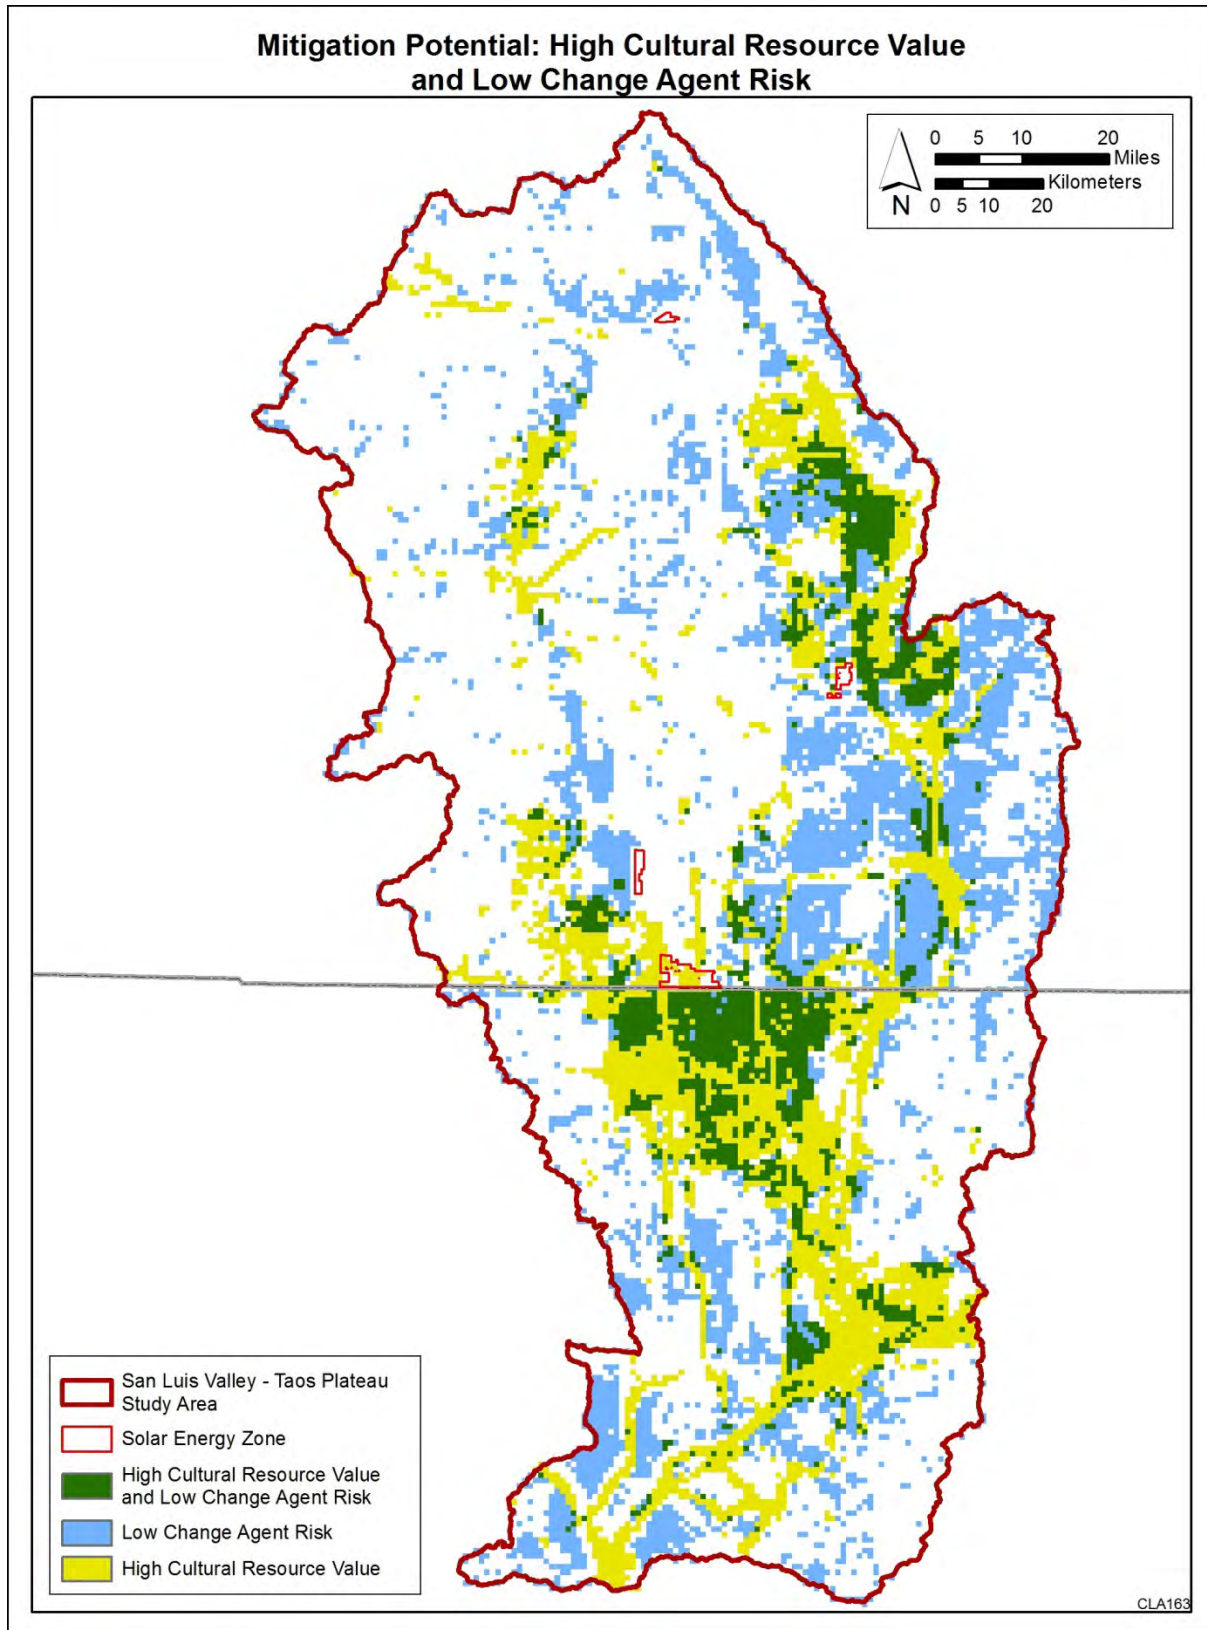 Mitigation Potential: High Cultural Resource Value
and Low Change Agent Risk
0 5 10 20
Miles
Kilometers
0 5 10 20
N
San Luis Valley - Taos Plateau
Study Area
Solar Energy Zone
High Cultural Resource Value
and Low Change Agent Risk
Low Change Agent Risk
High Cultural Resource Value
CLA163